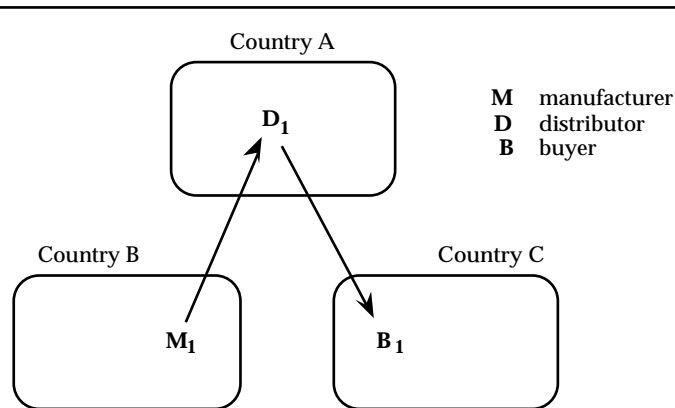 Country A
M manufacturer
D distributor
B buyer
D1
Country B
Country C
M1
B1